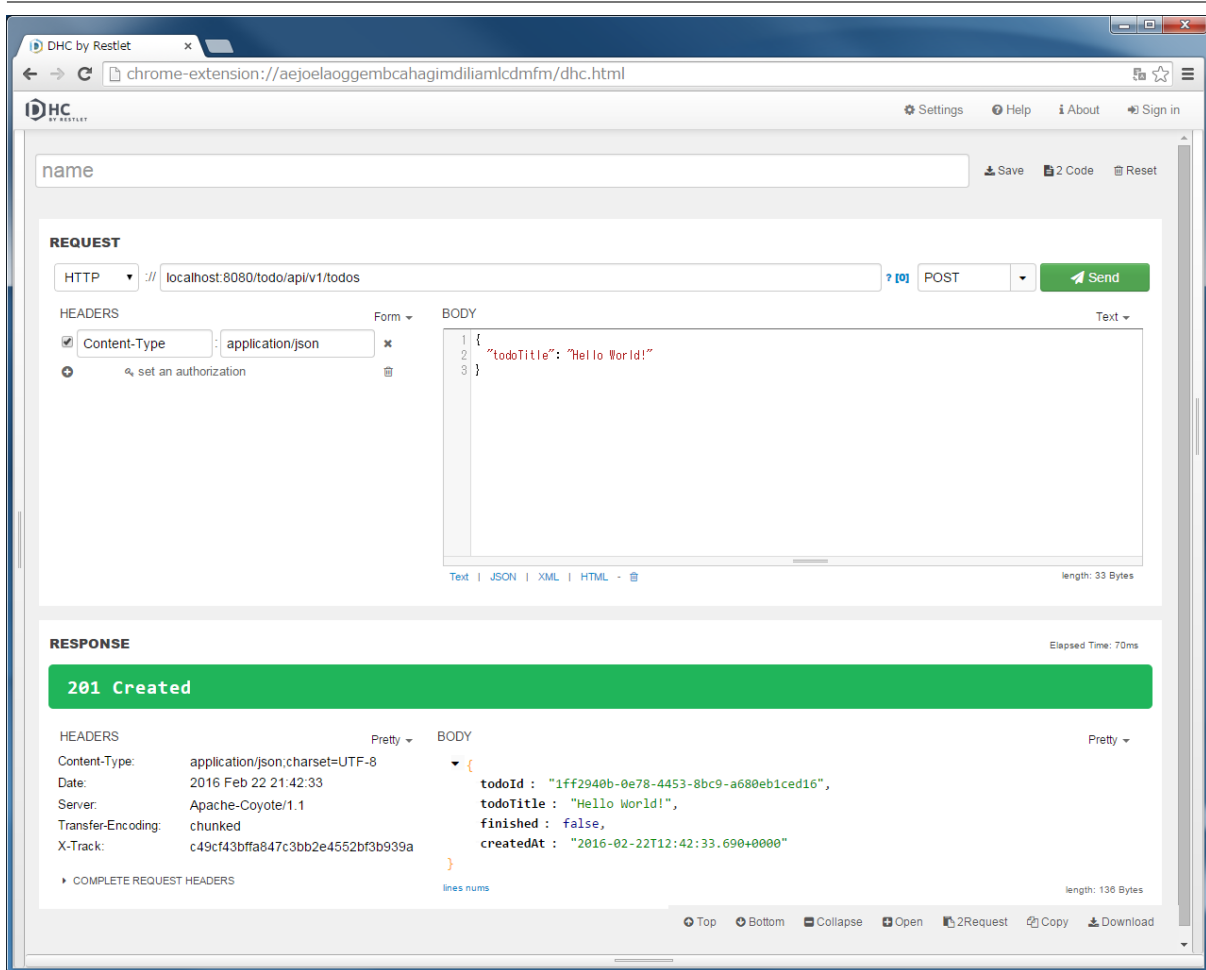 DHC by Restlet
chrome-extension://aejoelaoggembcahagimdiliamlcdmfm/dhc.html
DHC BY RESTLET Settings Help About Sign in
name Save 2 Code Reset
REQUEST
HTTP :// localhost:8080/todo/api/v1/todos ? [0] POST Send
HEADERS Form BODY Text
Content-Type : application/json
set an authorization
1 {
2 "todoTitle": "Hello World!"
3 }
Text | JSON | XML | HTML - length: 33 Bytes
RESPONSE Elapsed Time: 70ms
201 Created
HEADERS Pretty BODY Pretty
Content-Type: application/json;charset=UTF-8
Date: 2016 Feb 22 21:42:33
Server: Apache-Coyote/1.1
Transfer-Encoding: chunked
X-Track: c49cf43bffa847c3bb2e4552bf3b939a
COMPLETE REQUEST HEADERS
{
todoId : "1ff2940b-0e78-4453-8bc9-a680eb1ced16",
todoTitle : "Hello World!",
finished : false,
createdAt : "2016-02-22T12:42:33.690+0000"
}
lines nums length: 136 Bytes
Top Bottom Collapse Open 2Request Copy Download